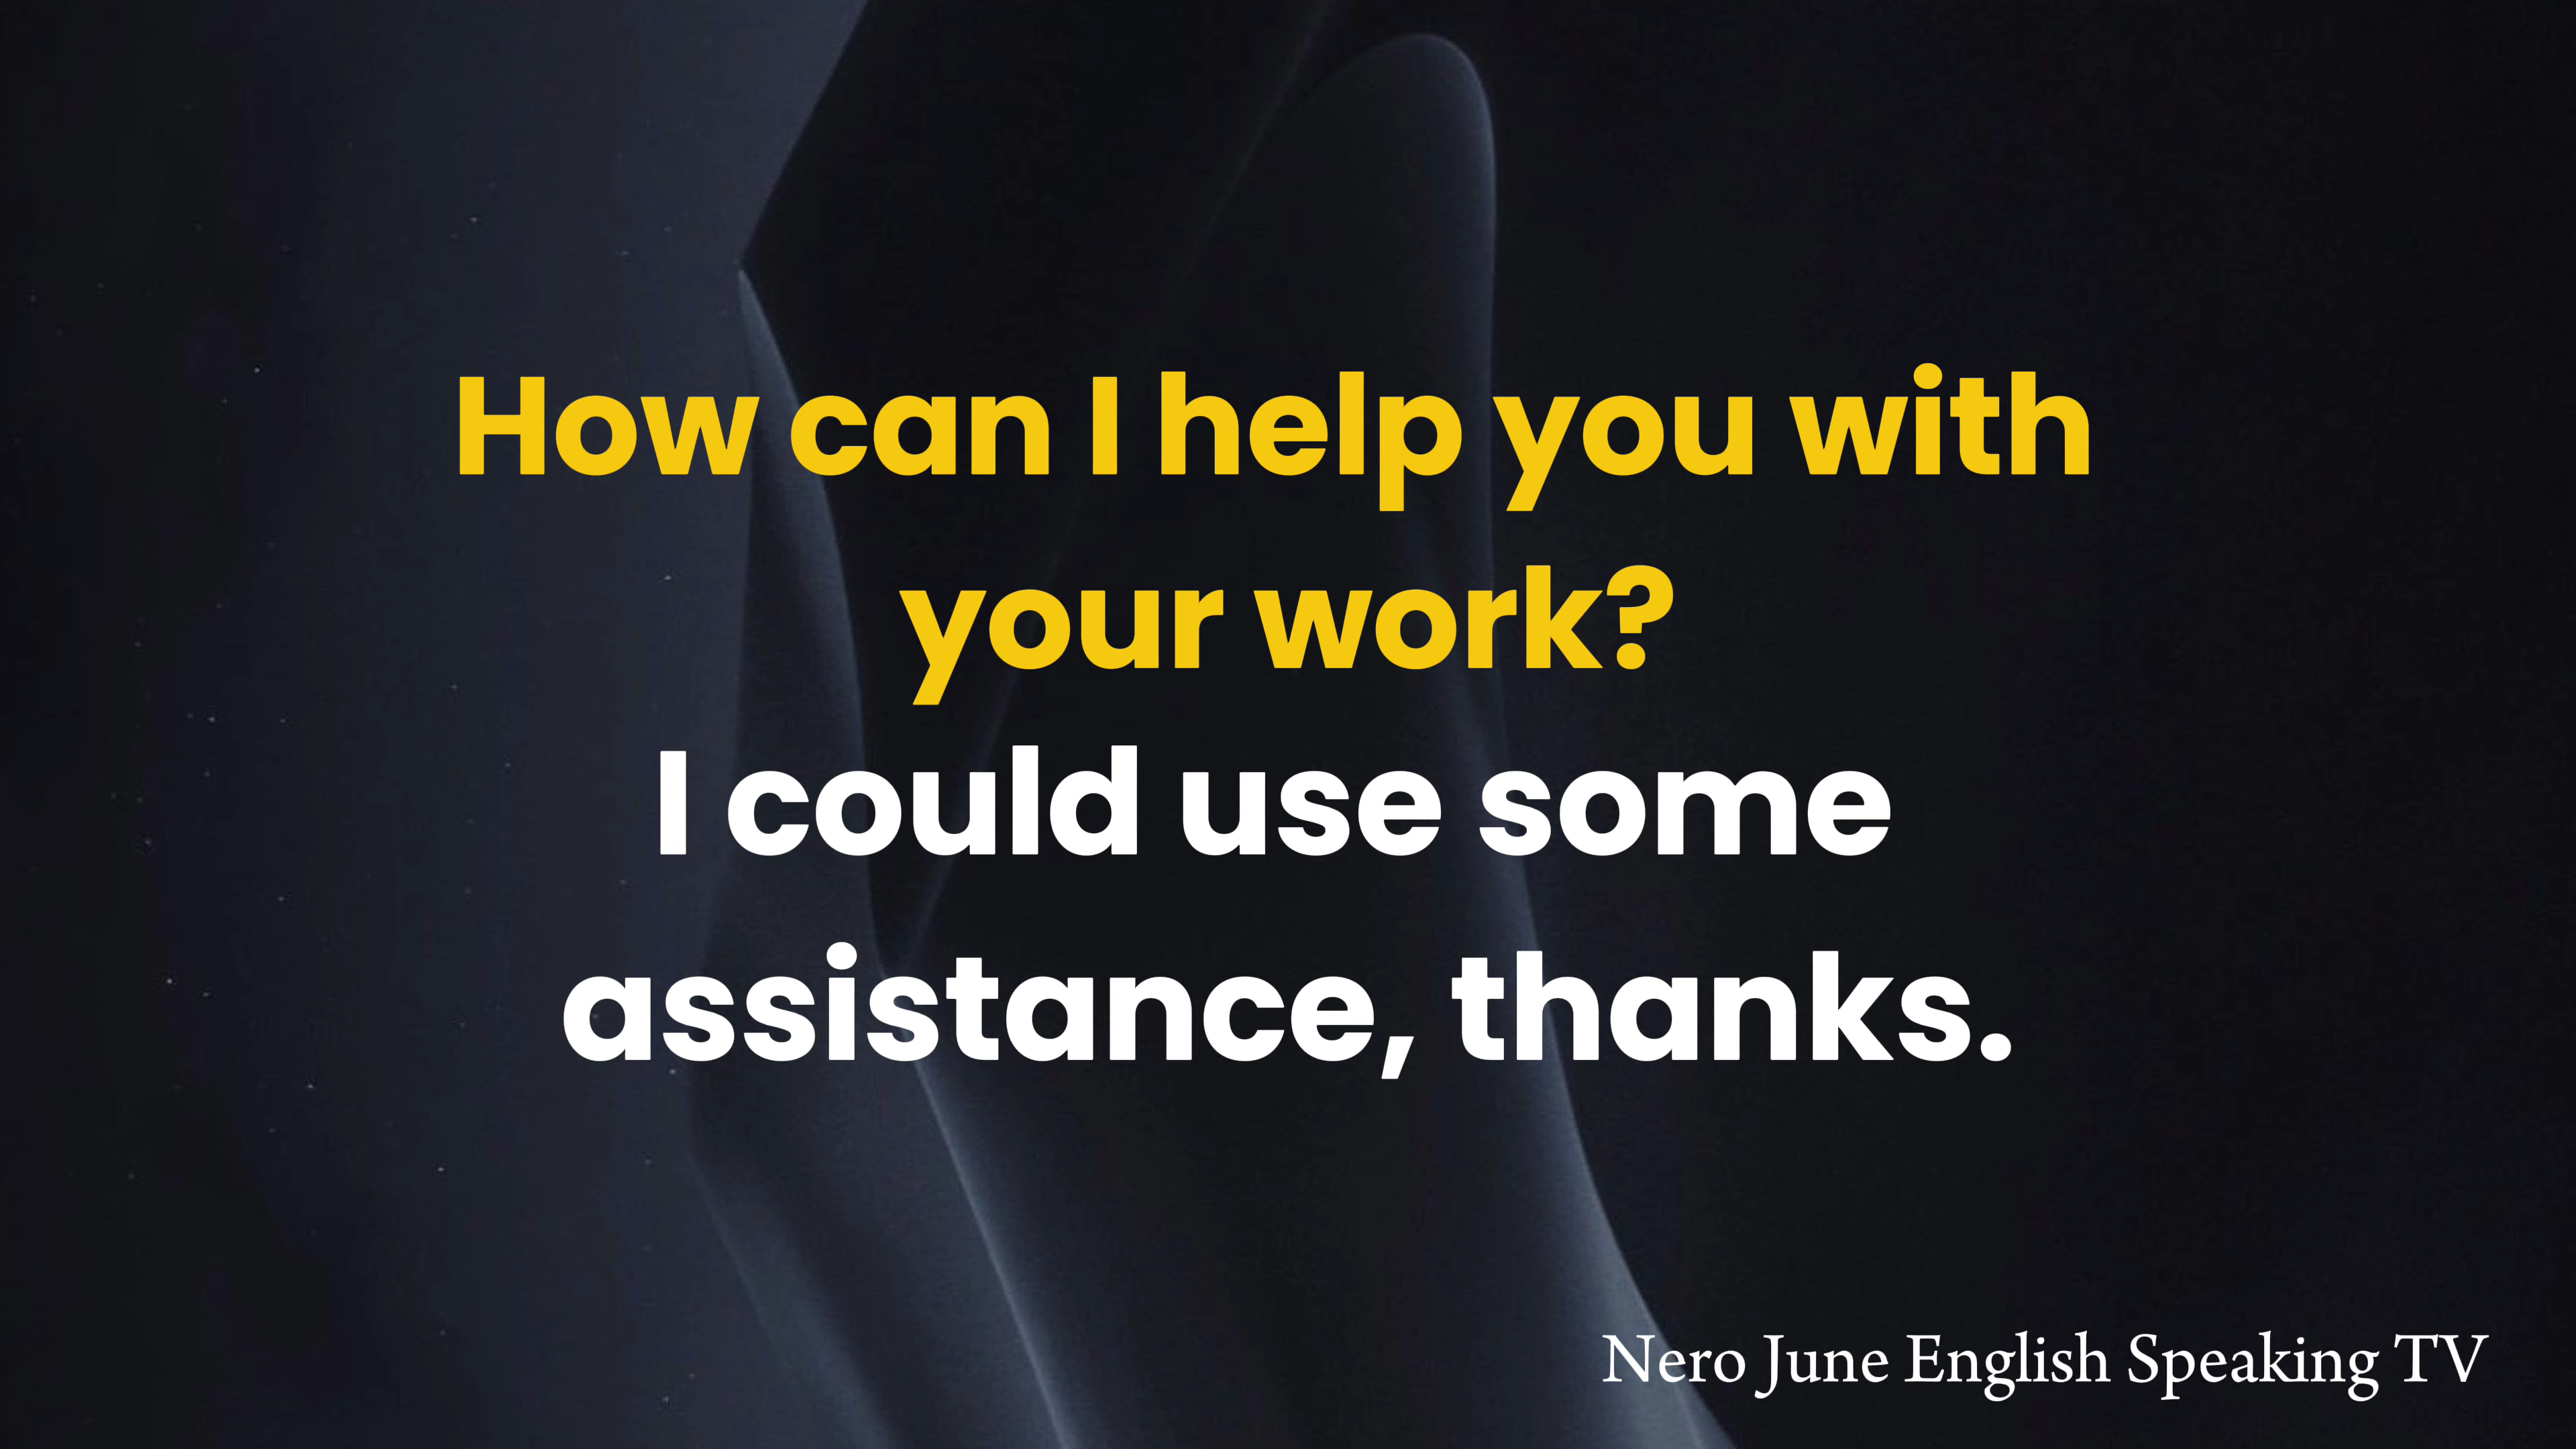 How can I help you with
your work?
I could use some
assistance, thanks.
Nero June English Speaking TV